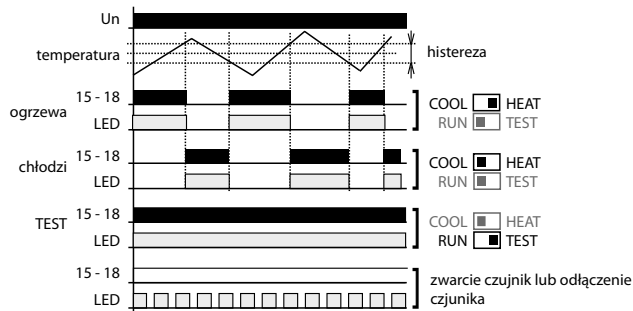 Un
temperatura
histereza
ogrzewa
15 - 18
LED
COOL HEAT
RUN TEST
chłodzi
15 - 18
LED
COOL HEAT
RUN TEST
TEST
15 - 18
LED
COOL HEAT
RUN TEST
15 - 18
LED
zwarcie czujnik lub odłączenie
czjunika